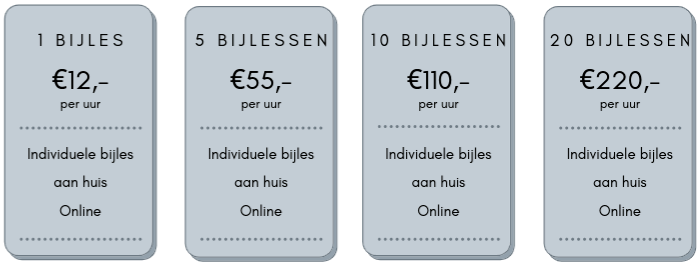 1 BIJLES
€12,-
per uur
Individuele bijles
aan huis
Online
5 BIJLESSEN
€55,-
per uur
Individuele bijles
aan huis
Online
10 BIJLESSEN
€110,-
per uur
Individuele bijles
aan huis
Online
20 BIJLESSEN
€220,-
per uur
Individuele bijles
aan huis
Online